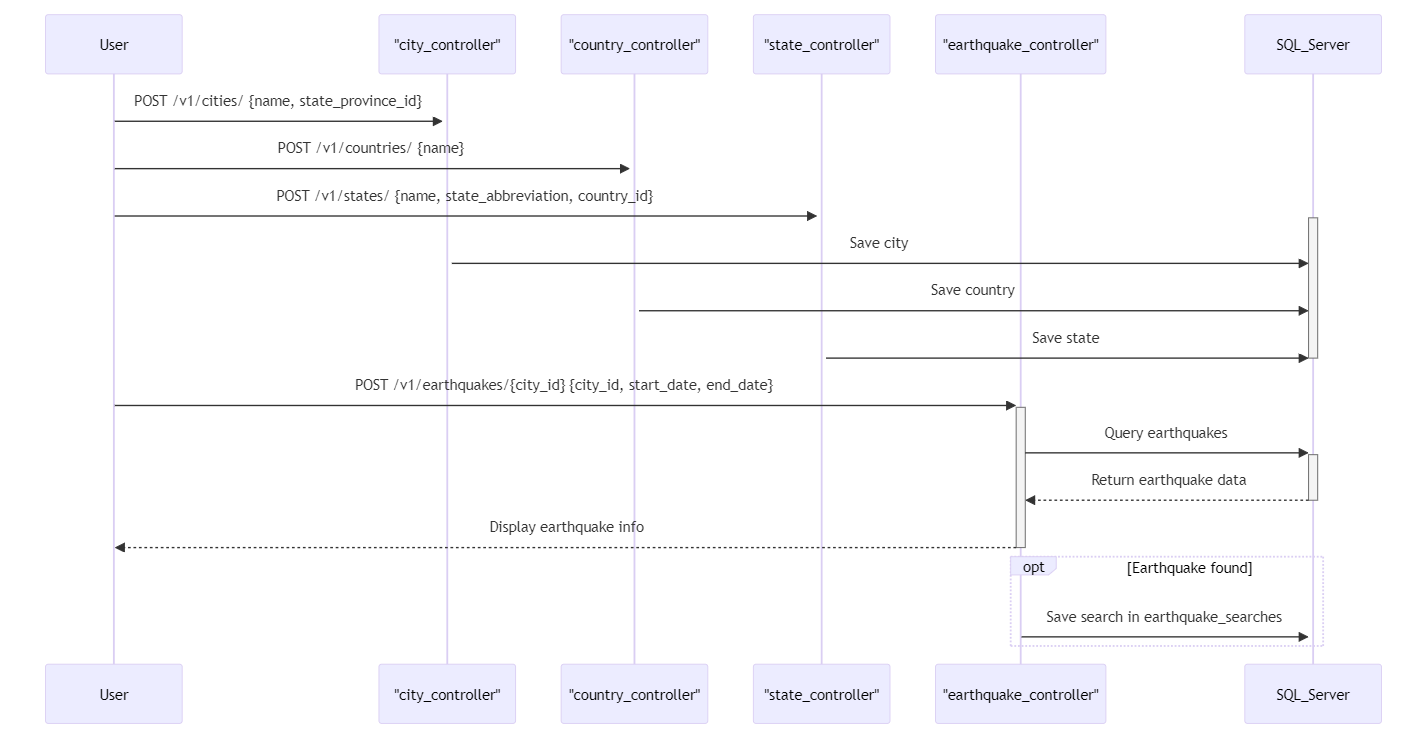 User
"city_controller"
"country_controller"
"state_controller"
"earthquake_controller"
SQL_Server
POST /v1/cities/ {name, state_province_id}
POST /v1/countries/ {name}
POST /v1/states/ {name, state_abbreviation, country_id}
Save city
Save country
Save state
POST /v1/earthquakes/{city_id} {city_id, start_date, end_date}
Query earthquakes
Return earthquake data
Display earthquake info
opt
[Earthquake found]
Save search in earthquake_searches
User
"city_controller"
"country_controller"
"state_controller"
"earthquake_controller"
SQL_Server